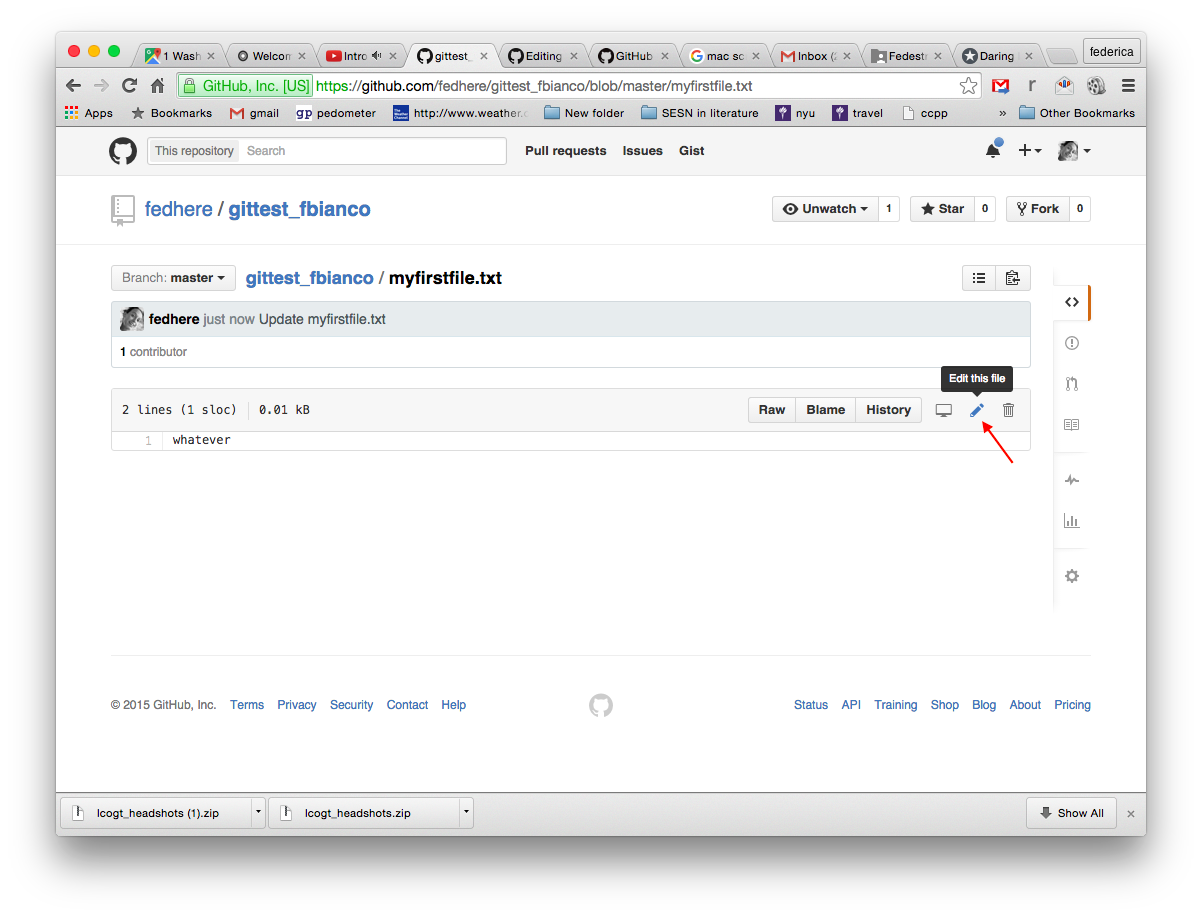 1 Wash Welcom Intro gittest_ Editing GitHub mac sc Inbox (2 Fedestr Daring federica
GitHub, Inc. [US] https://github.com/fedhere/gittest_fbianco/blob/master/myfirstfile.txt
Apps Bookmarks gmail gp pedometer http://www.weather.c New folder SESN in literature nyu travel ccpp » Other Bookmarks
This repository Search Pull requests Issues Gist
fedhere / gittest_fbianco Unwatch 1 Star 0 Fork 0
Branch: master gittest_fbianco / myfirstfile.txt
fedhere just now Update myfirstfile.txt
1 contributor
Edit this file
2 lines (1 sloc) 0.01 kB Raw Blame History
1 whatever
© 2015 GitHub, Inc. Terms Privacy Security Contact Help Status API Training Shop Blog About Pricing
lcogt_headshots (1).zip lcogt_headshots.zip Show All